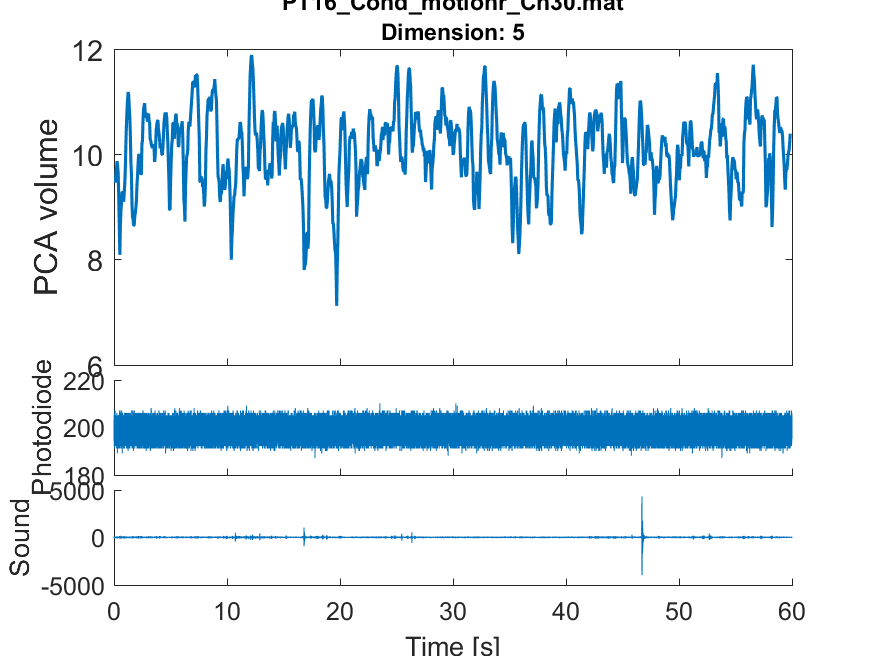 PT16_Cond_motionr_Ch30.mat
Dimension: 5
12
10
8
6
PCA volume
220
200
180
Photodiode
5000
0
-5000
Sound
0 10 20 30 40 50 60
Time [s]